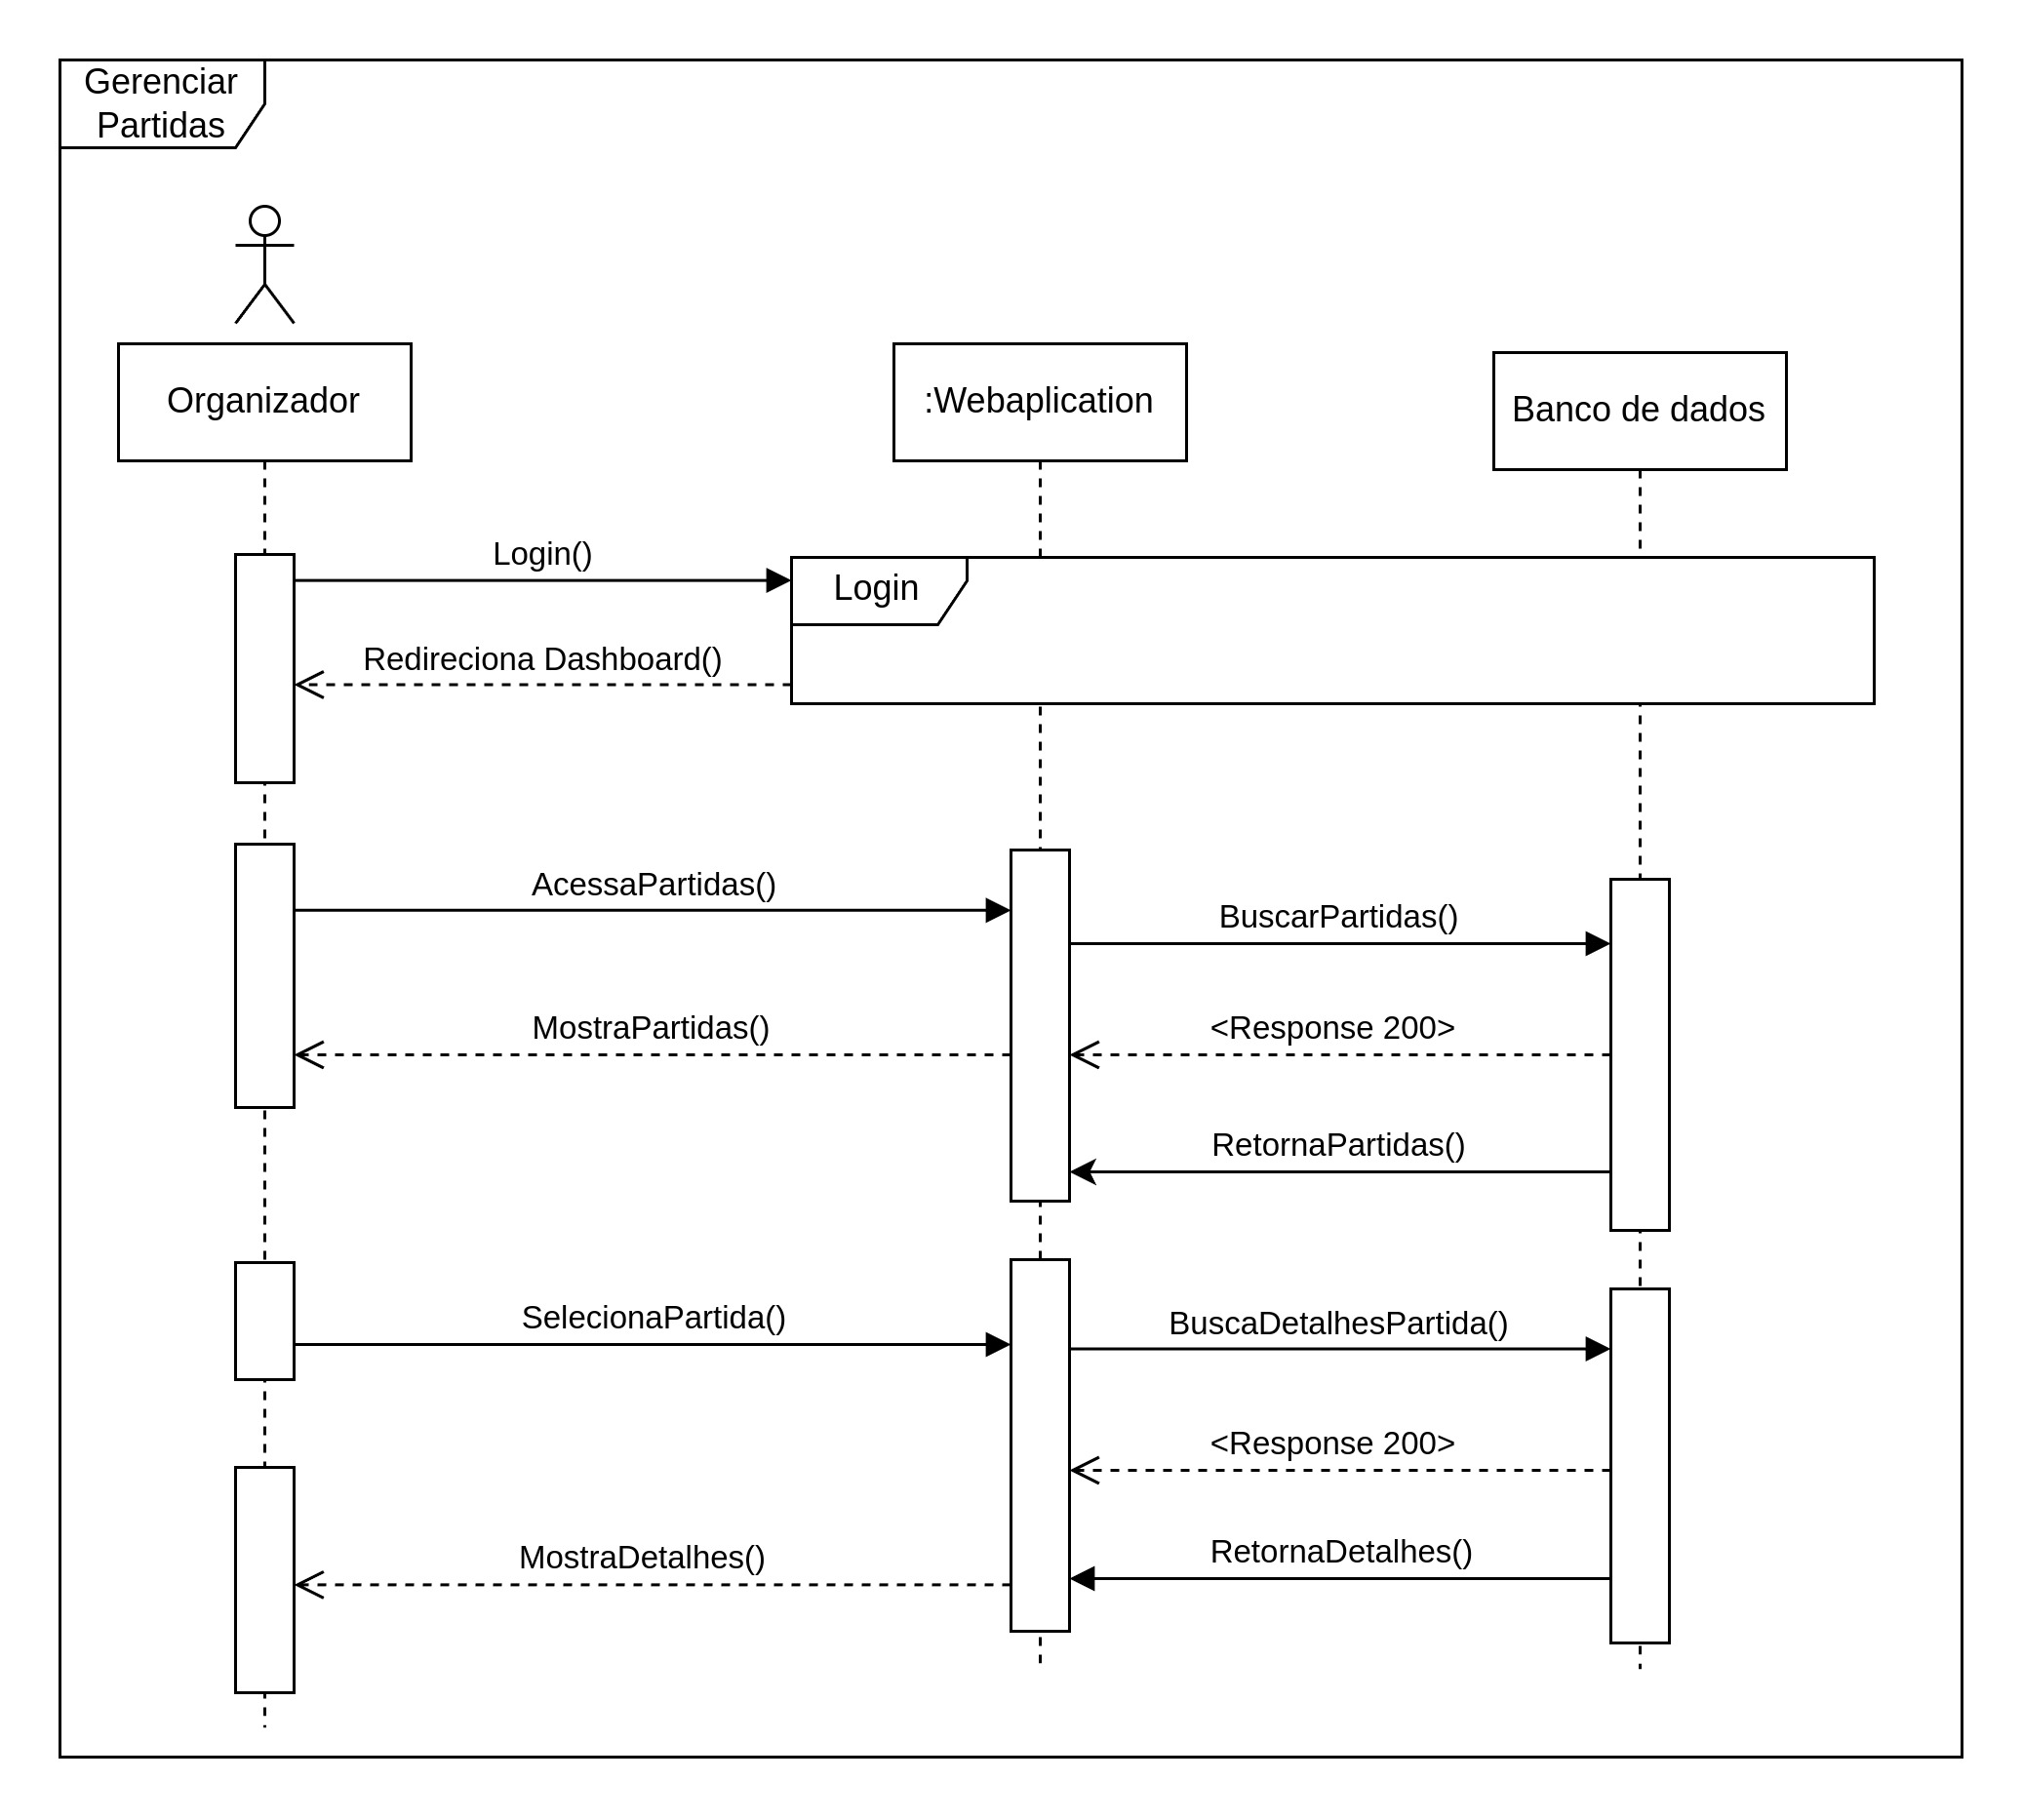 Gerenciar
Partidas
Organizador
:Webaplication
Banco de dados
Login()
Login
Redireciona Dashboard()
AcessaPartidas()
BuscarPartidas()
MostraPartidas()
<Response 200>
RetornaPartidas()
SelecionaPartida()
BuscaDetalhesPartida()
<Response 200>
RetornaDetalhes()
MostraDetalhes()